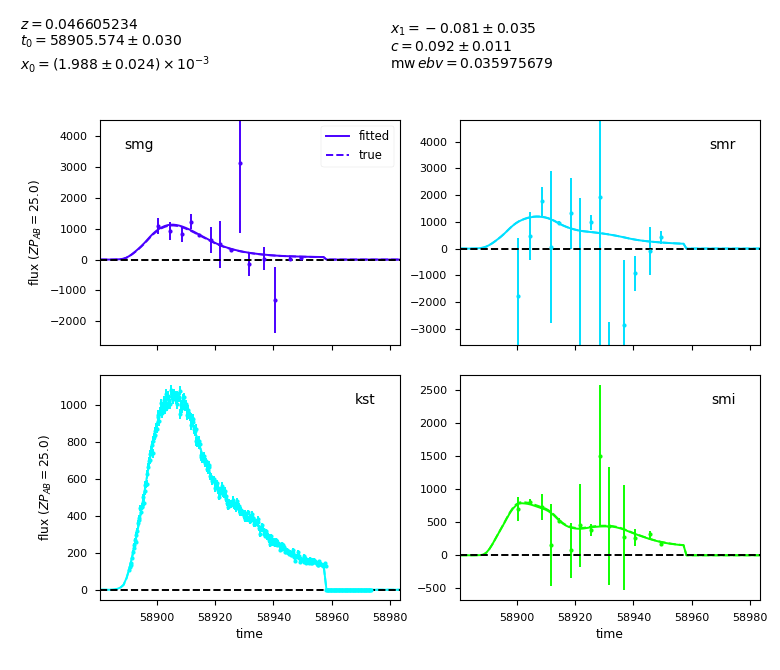 z = 0.046605234
t₀ = 58905.574 ± 0.030
x₀ = (1.988 ± 0.024) × 10⁻³
x₁ = −0.081 ± 0.035
c = 0.092 ± 0.011
mw ebv = 0.035975679
smg
fitted
true
4000
3000
2000
1000
0
−1000
−2000
flux (ZP_AB = 25.0)
smr
4000
3000
2000
1000
0
−1000
−2000
−3000
kst
1000
800
600
400
200
0
flux (ZP_AB = 25.0)
58900 58920 58940 58960 58980
time
smi
2500
2000
1500
1000
500
0
−500
58900 58920 58940 58960 58980
time